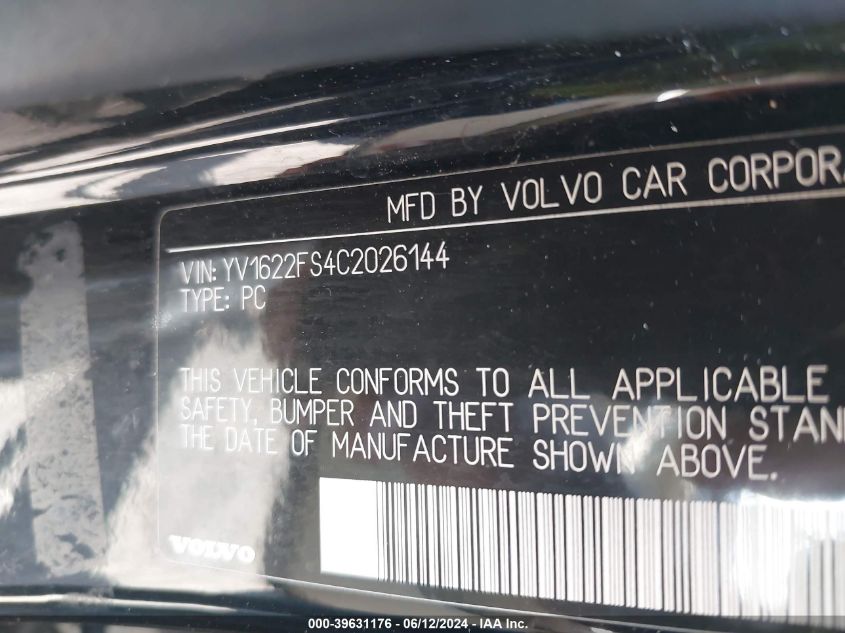 MFD BY VOLVO CAR CORPORA
VIN: YV1622FS4C2026144
TYPE: PC
THIS VEHICLE CONFORMS TO ALL APPLICABLE
SAFETY, BUMPER AND THEFT PREVENTION STAN
THE DATE OF MANUFACTURE SHOWN ABOVE.
VOLVO
000-39631176 - 06/12/2024 - IAA Inc.